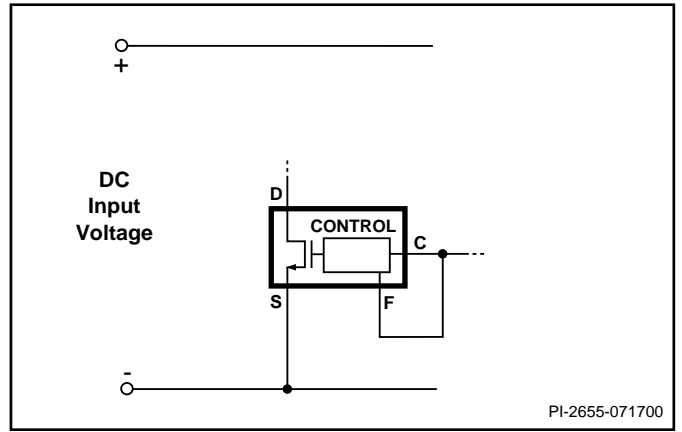 +
DC
Input
Voltage
D
CONTROL
C
S
F
-
PI-2655-071700